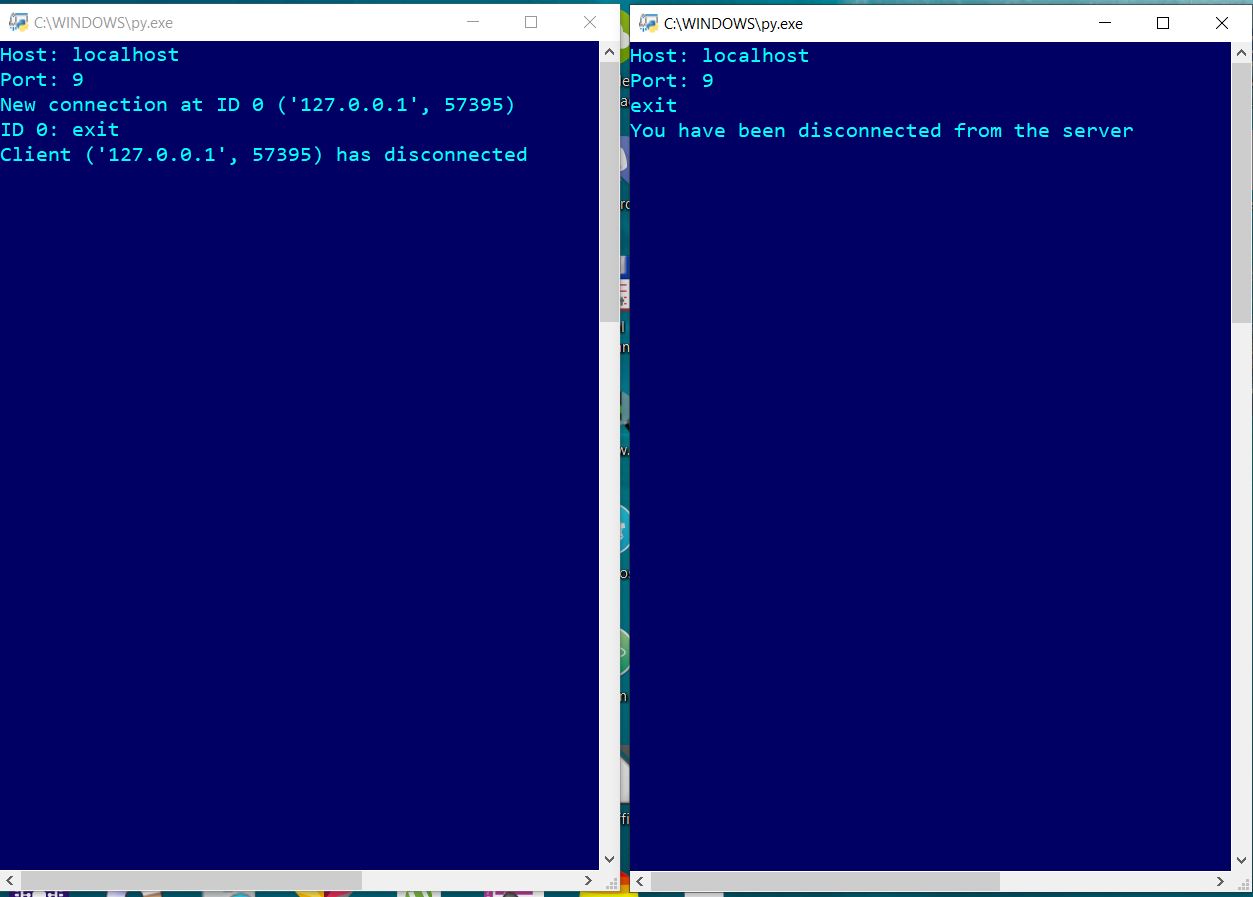 C:\WINDOWS\py.exe
Host: localhost
Port: 9
New connection at ID 0 ('127.0.0.1', 57395)
ID 0: exit
Client ('127.0.0.1', 57395) has disconnected
C:\WINDOWS\py.exe
Host: localhost
Port: 9
exit
You have been disconnected from the server